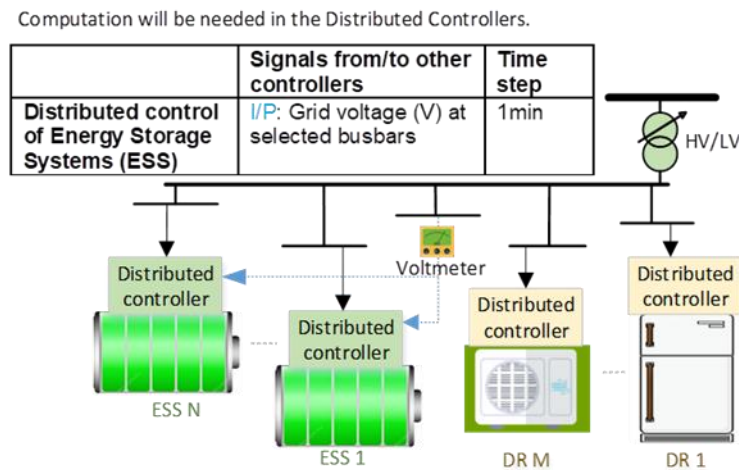 Computation will be needed in the Distributed Controllers.
Signals from/to other
controllers
Time
step
Distributed control
of Energy Storage
Systems (ESS)
I/P: Grid voltage (V) at
selected busbars
1min
HV/LV
Voltmeter
Distributed
controller
Distributed
controller
Distributed
controller
Distributed
controller
ESS N
ESS 1
DR M
DR 1